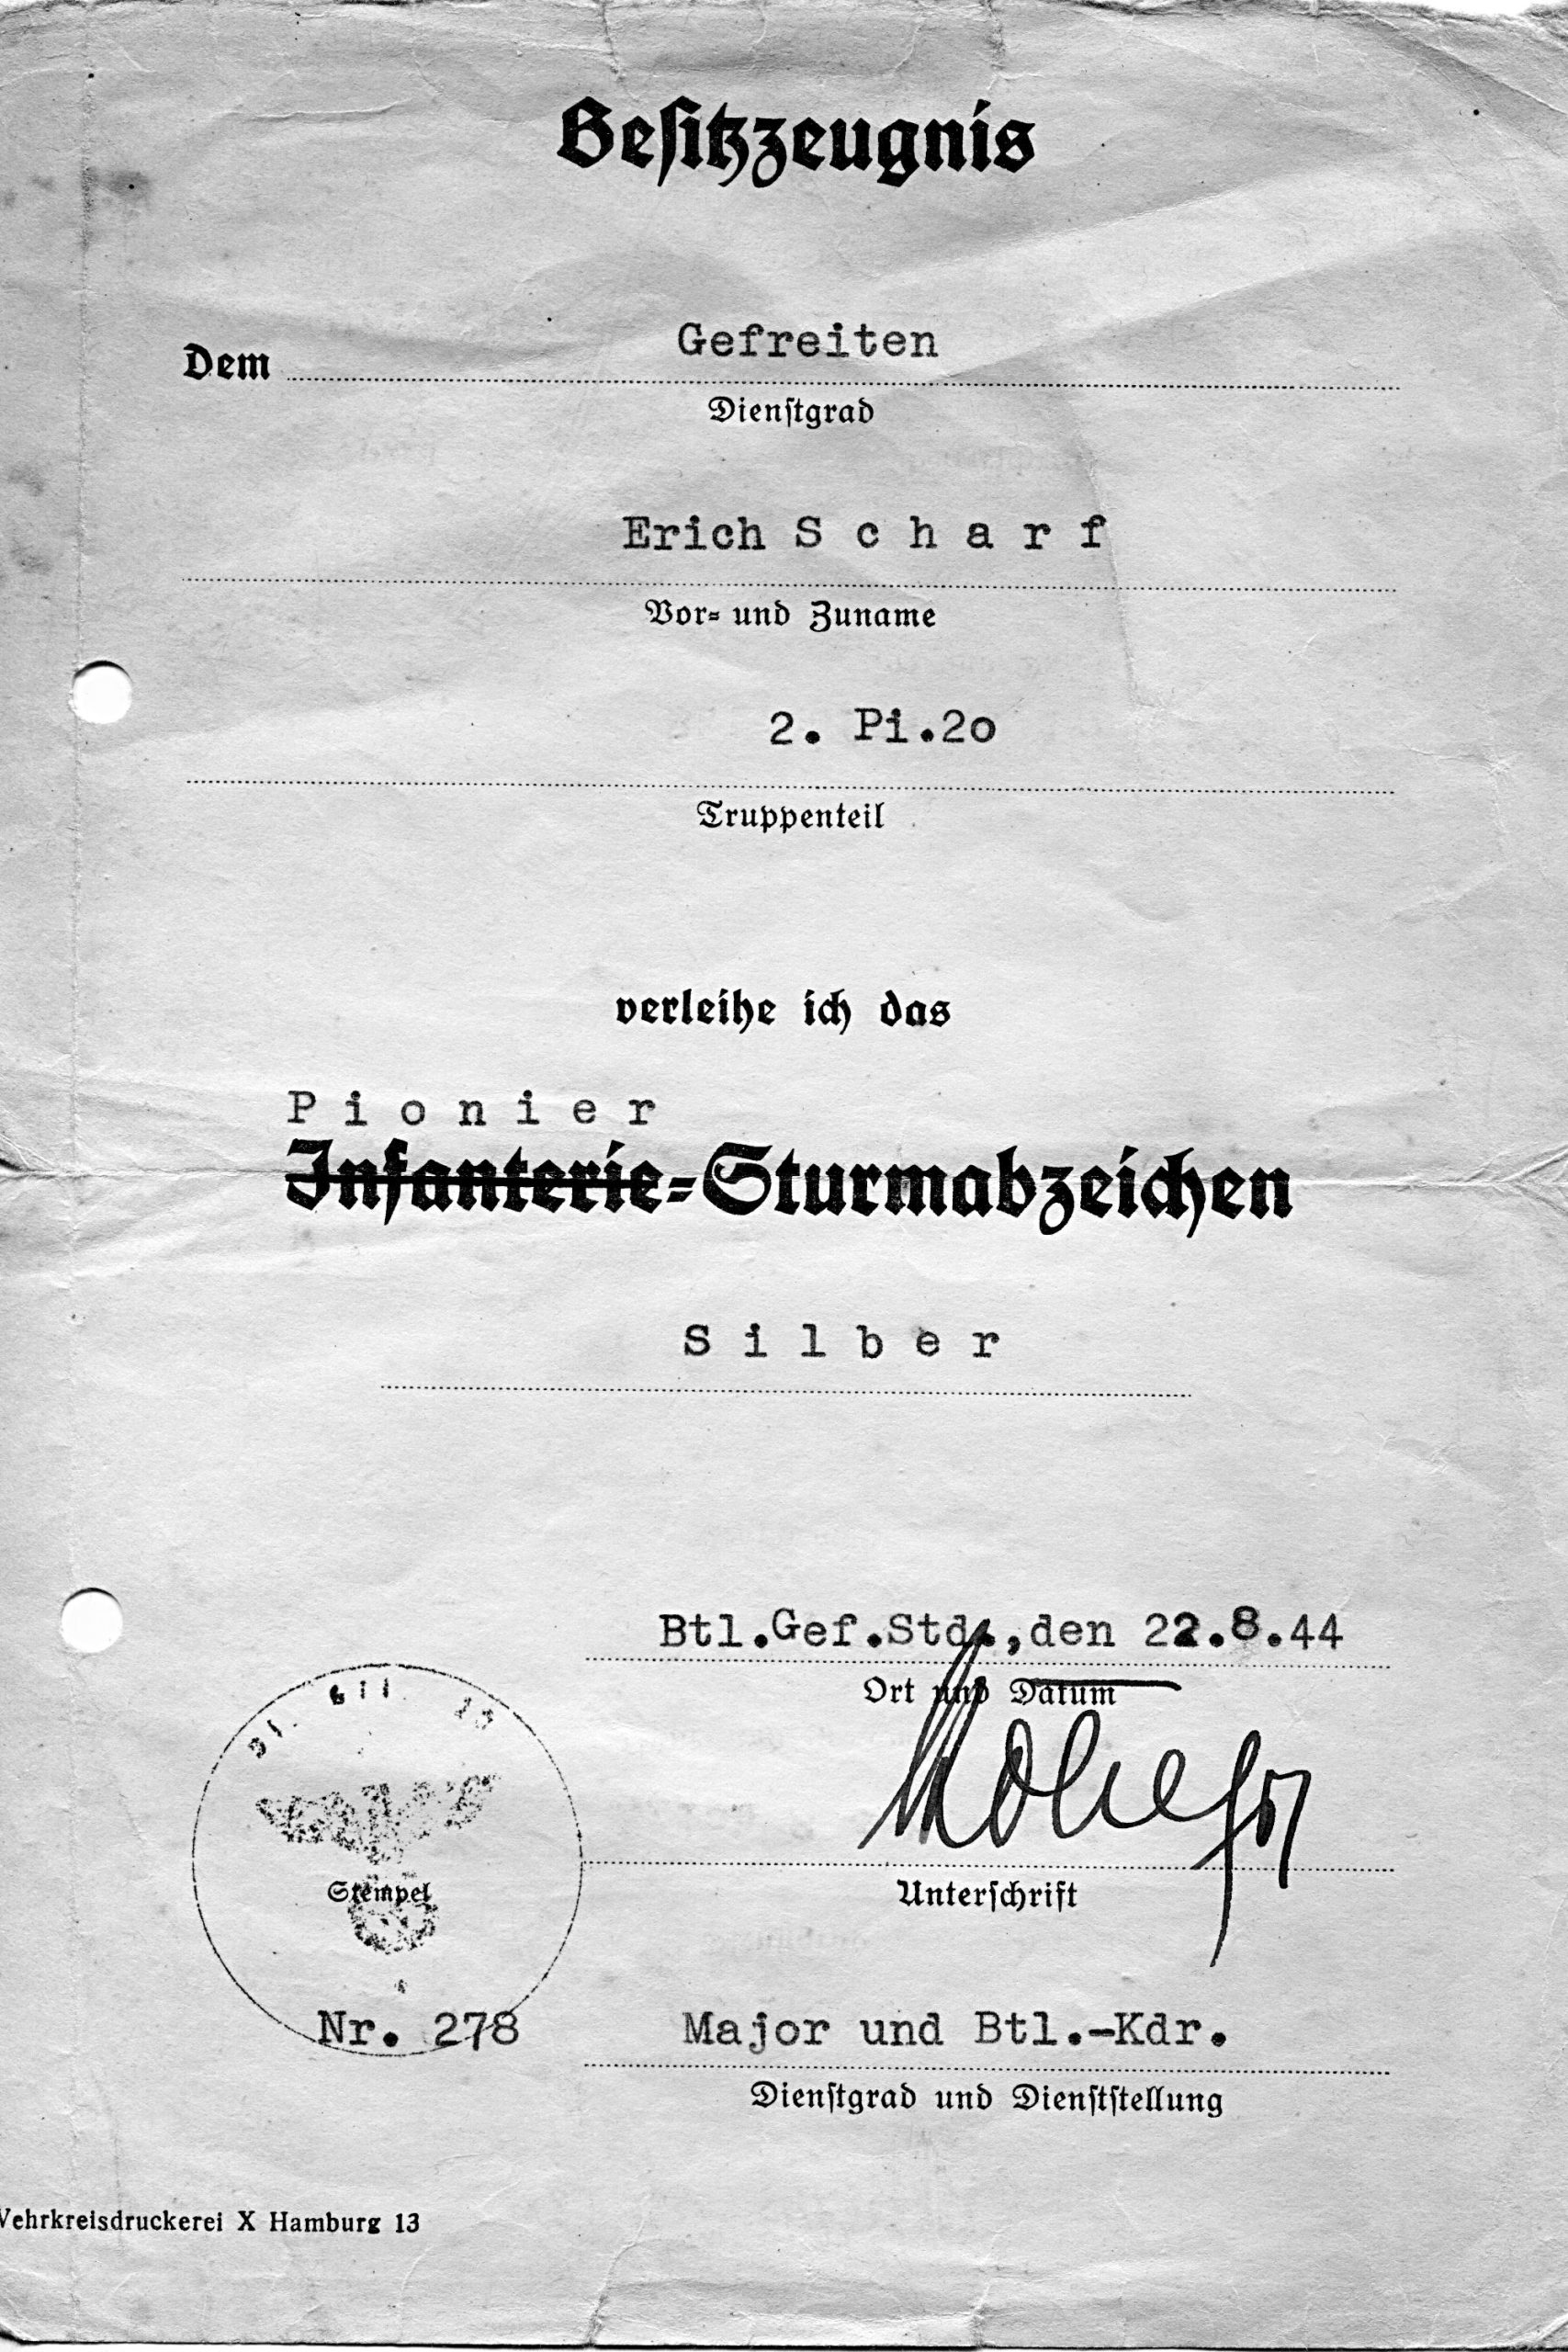 Besitzzeugnis
Gefreiten
Dem
Dienstgrad
Erich S c h a r f
Vor- und Zuname
2. Pi.2o
Truppenteil
verleihe ich das
P i o n i e r
Infanterie-Sturmabzeichen
S i l b e r
Btl.Gef.Std.,den 22.8.44
Ort und Datum
Stempel
Unterschrift
Nr. 278
Major und Btl.-Kdr.
Dienstgrad und Dienststellung
Wehrkreisdruckerei X Hamburg 13